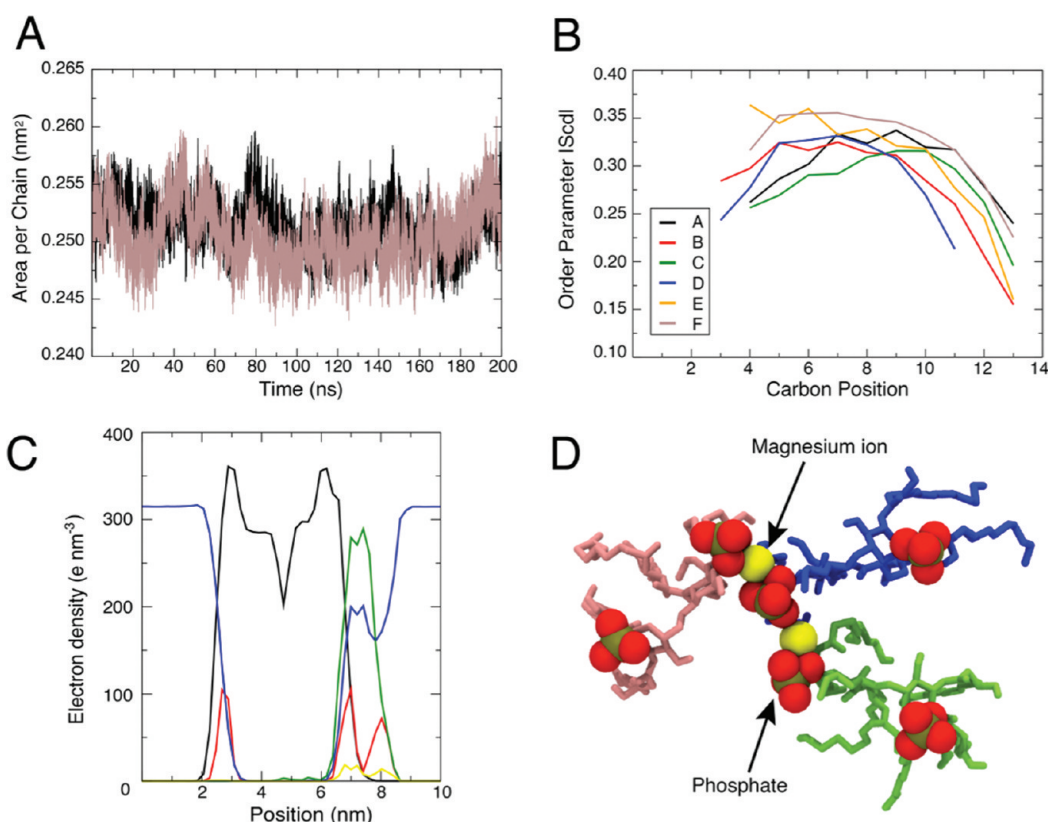 A
Area per Chain (nm²)
0.265
0.260
0.255
0.250
0.245
0.240
20 40 60 80 100 120 140 160 180 200
Time (ns)
B
Order Parameter IScdI
0.40
0.35
0.30
0.25
0.20
0.15
0.10
A
B
C
D
E
F
2 4 6 8 10 12 14
Carbon Position
C
Electron density (e nm⁻³)
400
300
200
100
0
0 2 4 6 8 10
Position (nm)
D
Magnesium ion
Phosphate